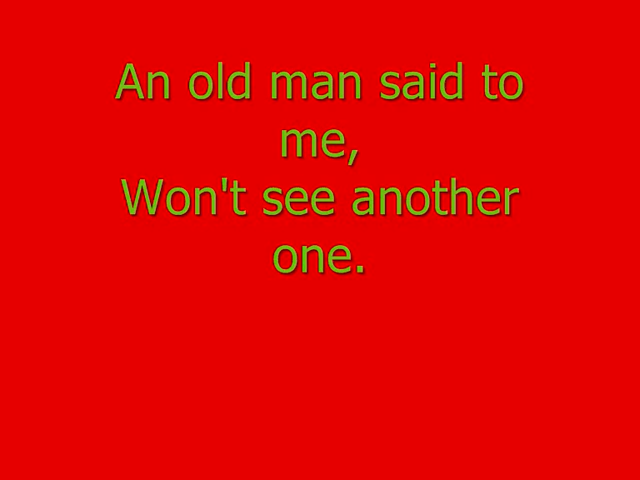 An old man said to
me,
Won't see another
one.